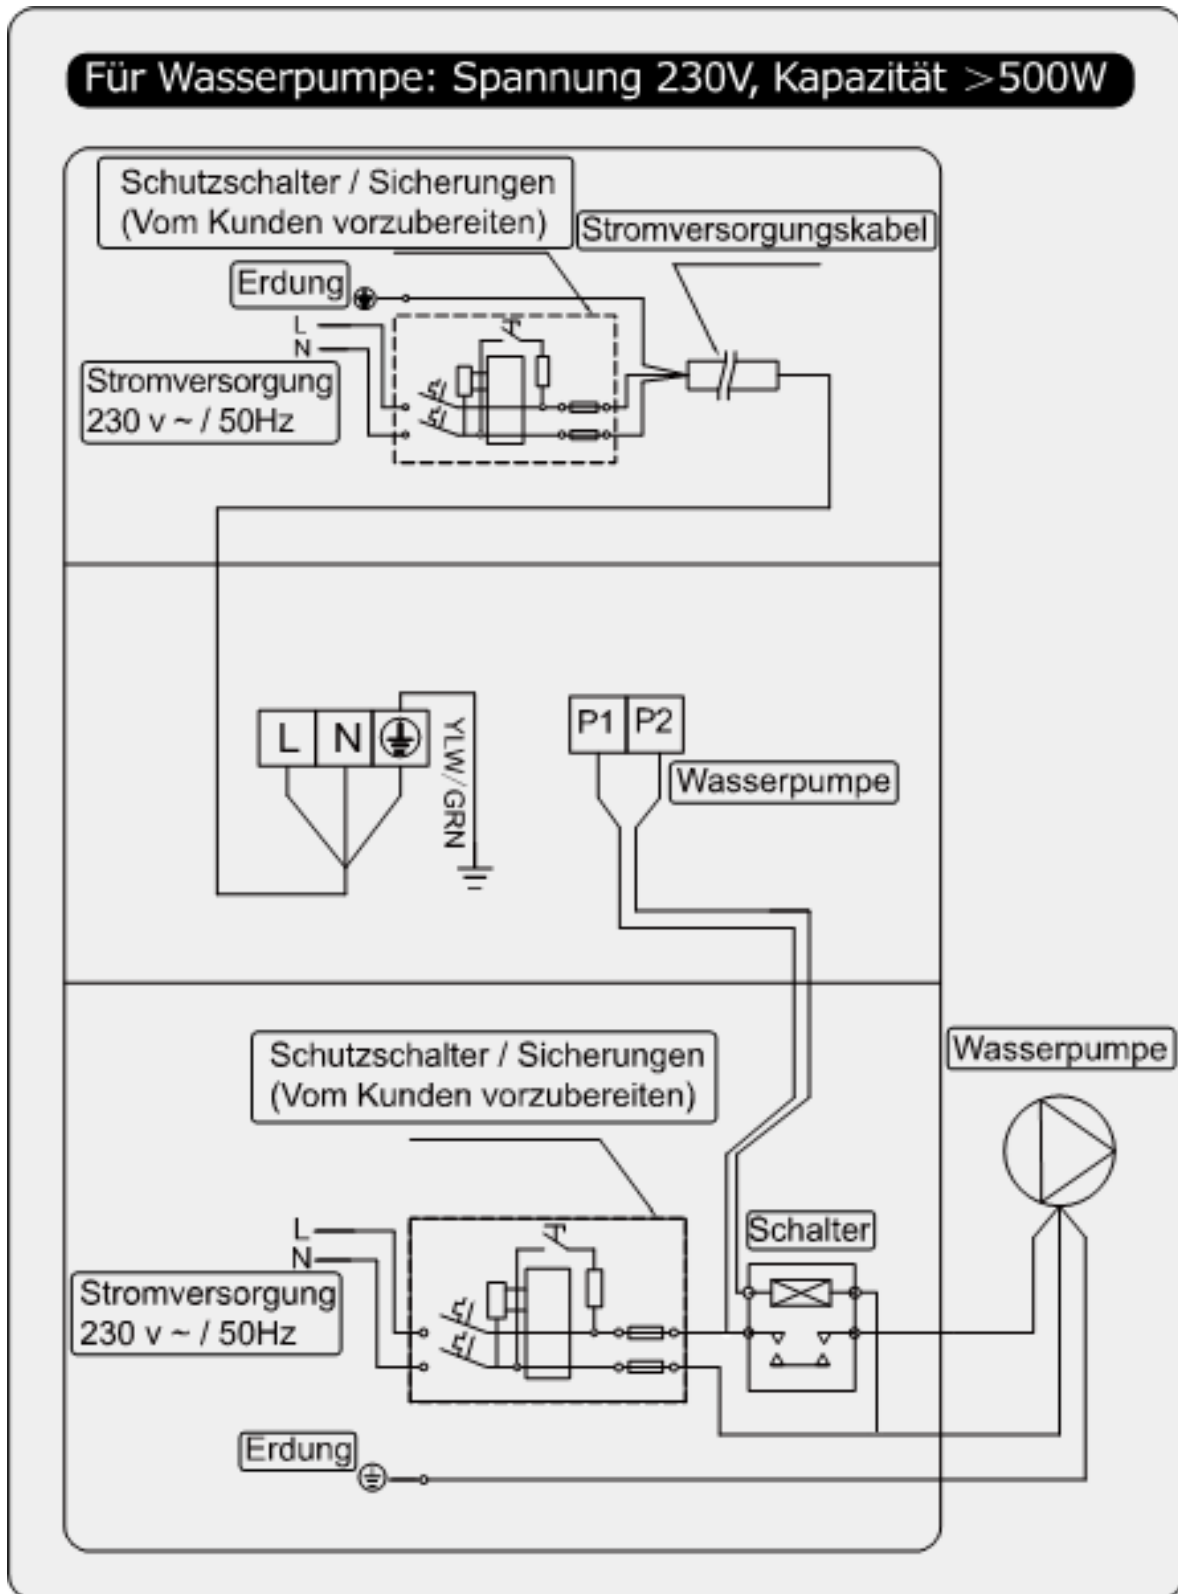 Für Wasserpumpe: Spannung 230V, Kapazität >500W
Schutzschalter / Sicherungen
(Vom Kunden vorzubereiten)
Stromversorgungskabel
Erdung
L
N
Stromversorgung
230 v ~ / 50Hz
L N
YLW/GRN
P1 P2
Wasserpumpe
Schutzschalter / Sicherungen
(Vom Kunden vorzubereiten)
Wasserpumpe
L
N
Schalter
Stromversorgung
230 v ~ / 50Hz
Erdung